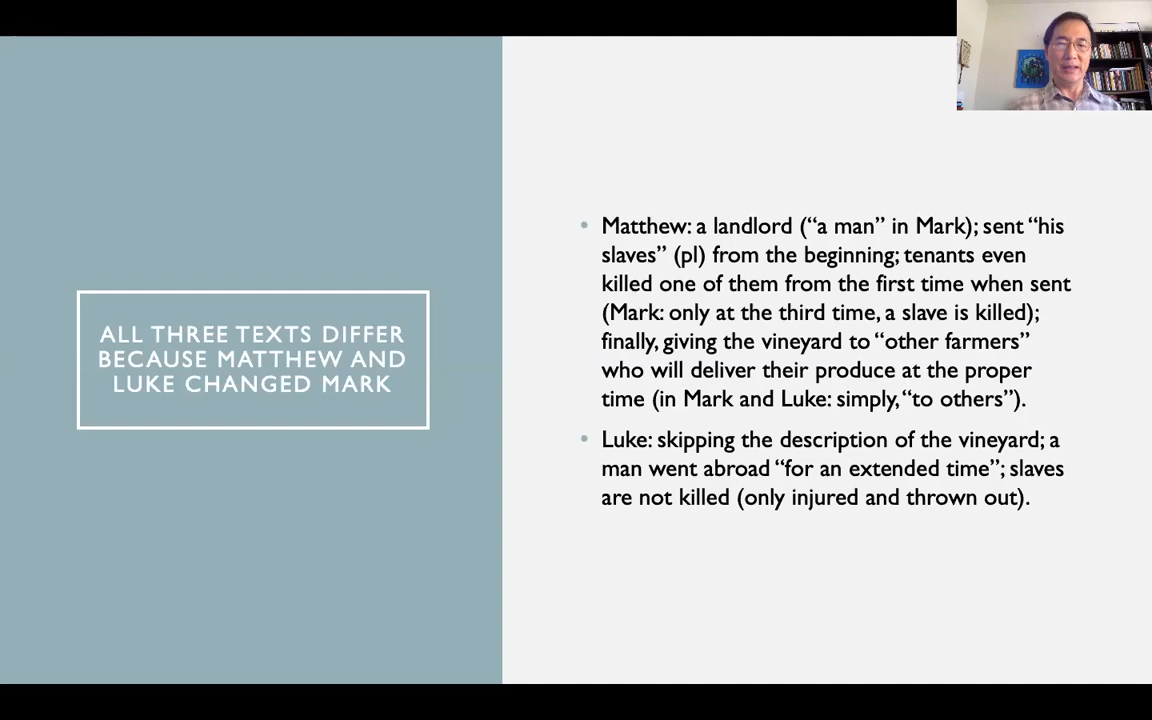 ALL THREE TEXTS DIFFER
BECAUSE MATTHEW AND
LUKE CHANGED MARK
• Matthew: a landlord (“a man” in Mark); sent “his
slaves” (pl) from the beginning; tenants even
killed one of them from the first time when sent
(Mark: only at the third time, a slave is killed);
finally, giving the vineyard to “other farmers”
who will deliver their produce at the proper
time (in Mark and Luke: simply, “to others”).
• Luke: skipping the description of the vineyard; a
man went abroad “for an extended time”; slaves
are not killed (only injured and thrown out).